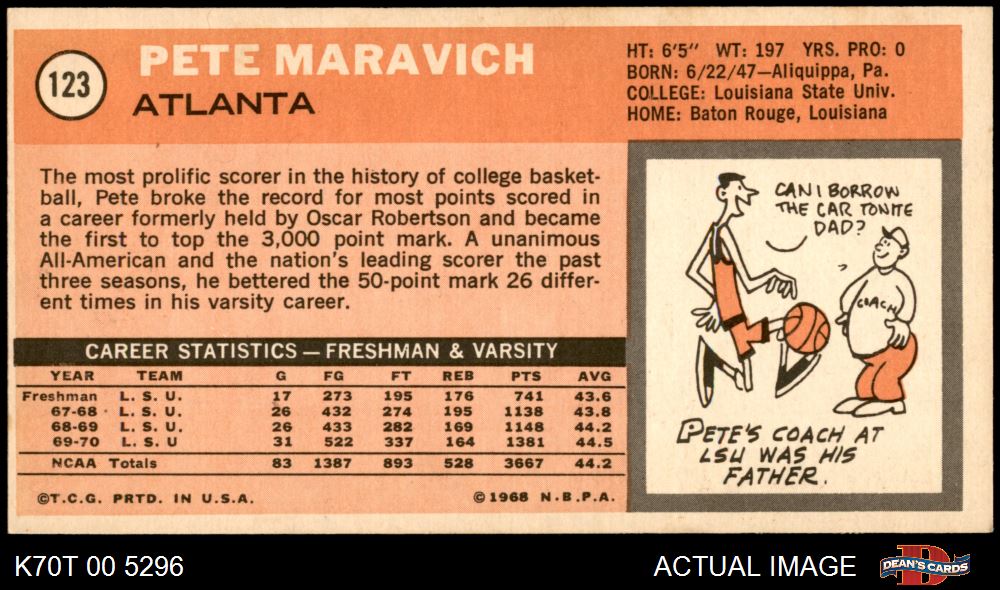 123
PETE MARAVICH
ATLANTA
HT: 6'5" WT: 197 YRS. PRO: 0
BORN: 6/22/47—Aliquippa, Pa.
COLLEGE: Louisiana State Univ.
HOME: Baton Rouge, Louisiana
The most prolific scorer in the history of college basket-
ball, Pete broke the record for most points scored in
a career formerly held by Oscar Robertson and became
the first to top the 3,000 point mark. A unanimous
All-American and the nation's leading scorer the past
three seasons, he bettered the 50-point mark 26 differ-
ent times in his varsity career.
CAN I BORROW
THE CAR TONITE
DAD?
COACH
PETE'S COACH AT
LSU WAS HIS
FATHER.
CAREER STATISTICS — FRESHMAN & VARSITY
YEAR TEAM G FG FT REB PTS AVG
Freshman L. S. U. 17 273 195 176 741 43.6
67-68 L. S. U. 26 432 274 195 1138 43.8
68-69 L. S. U. 26 433 282 169 1148 44.2
69-70 L. S. U 31 522 337 164 1381 44.5
NCAA Totals 83 1387 893 528 3667 44.2
©T.C.G. PRTD. IN U.S.A. ©1968 N.B.P.A.
K70T 00 5296
ACTUAL IMAGE
D
DEAN'S CARDS